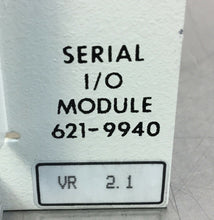 SERIAL
I/O
MODULE
621-9940
VR 2.1